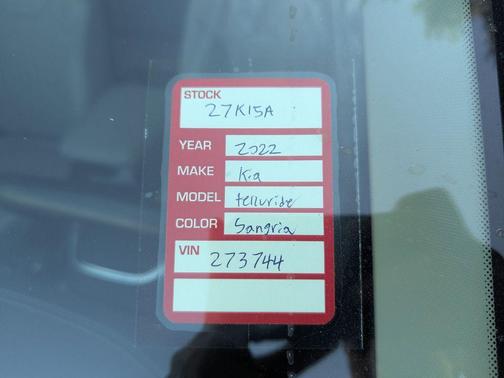 STOCK
27K15A
YEAR 2022
MAKE Kia
MODEL telluride
COLOR Sangria
VIN 273744